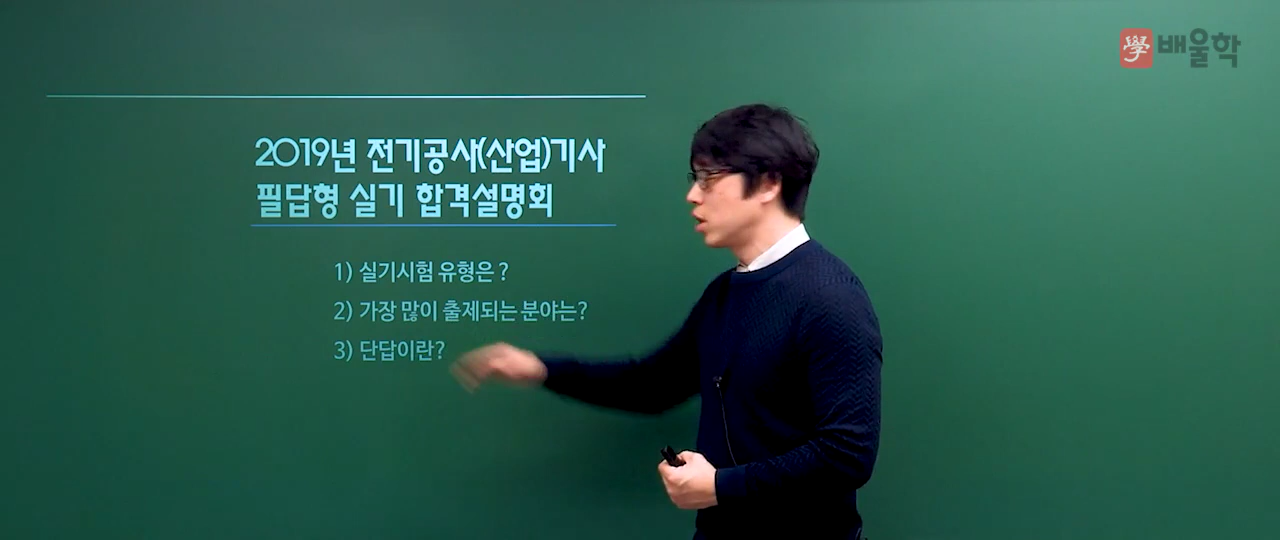 學 배울학
2019년 전기공사(산업)기사
필답형 실기 합격설명회
1) 실기시험 유형은 ?
2) 가장 많이 출제되는 분야는?
3) 단답이란?